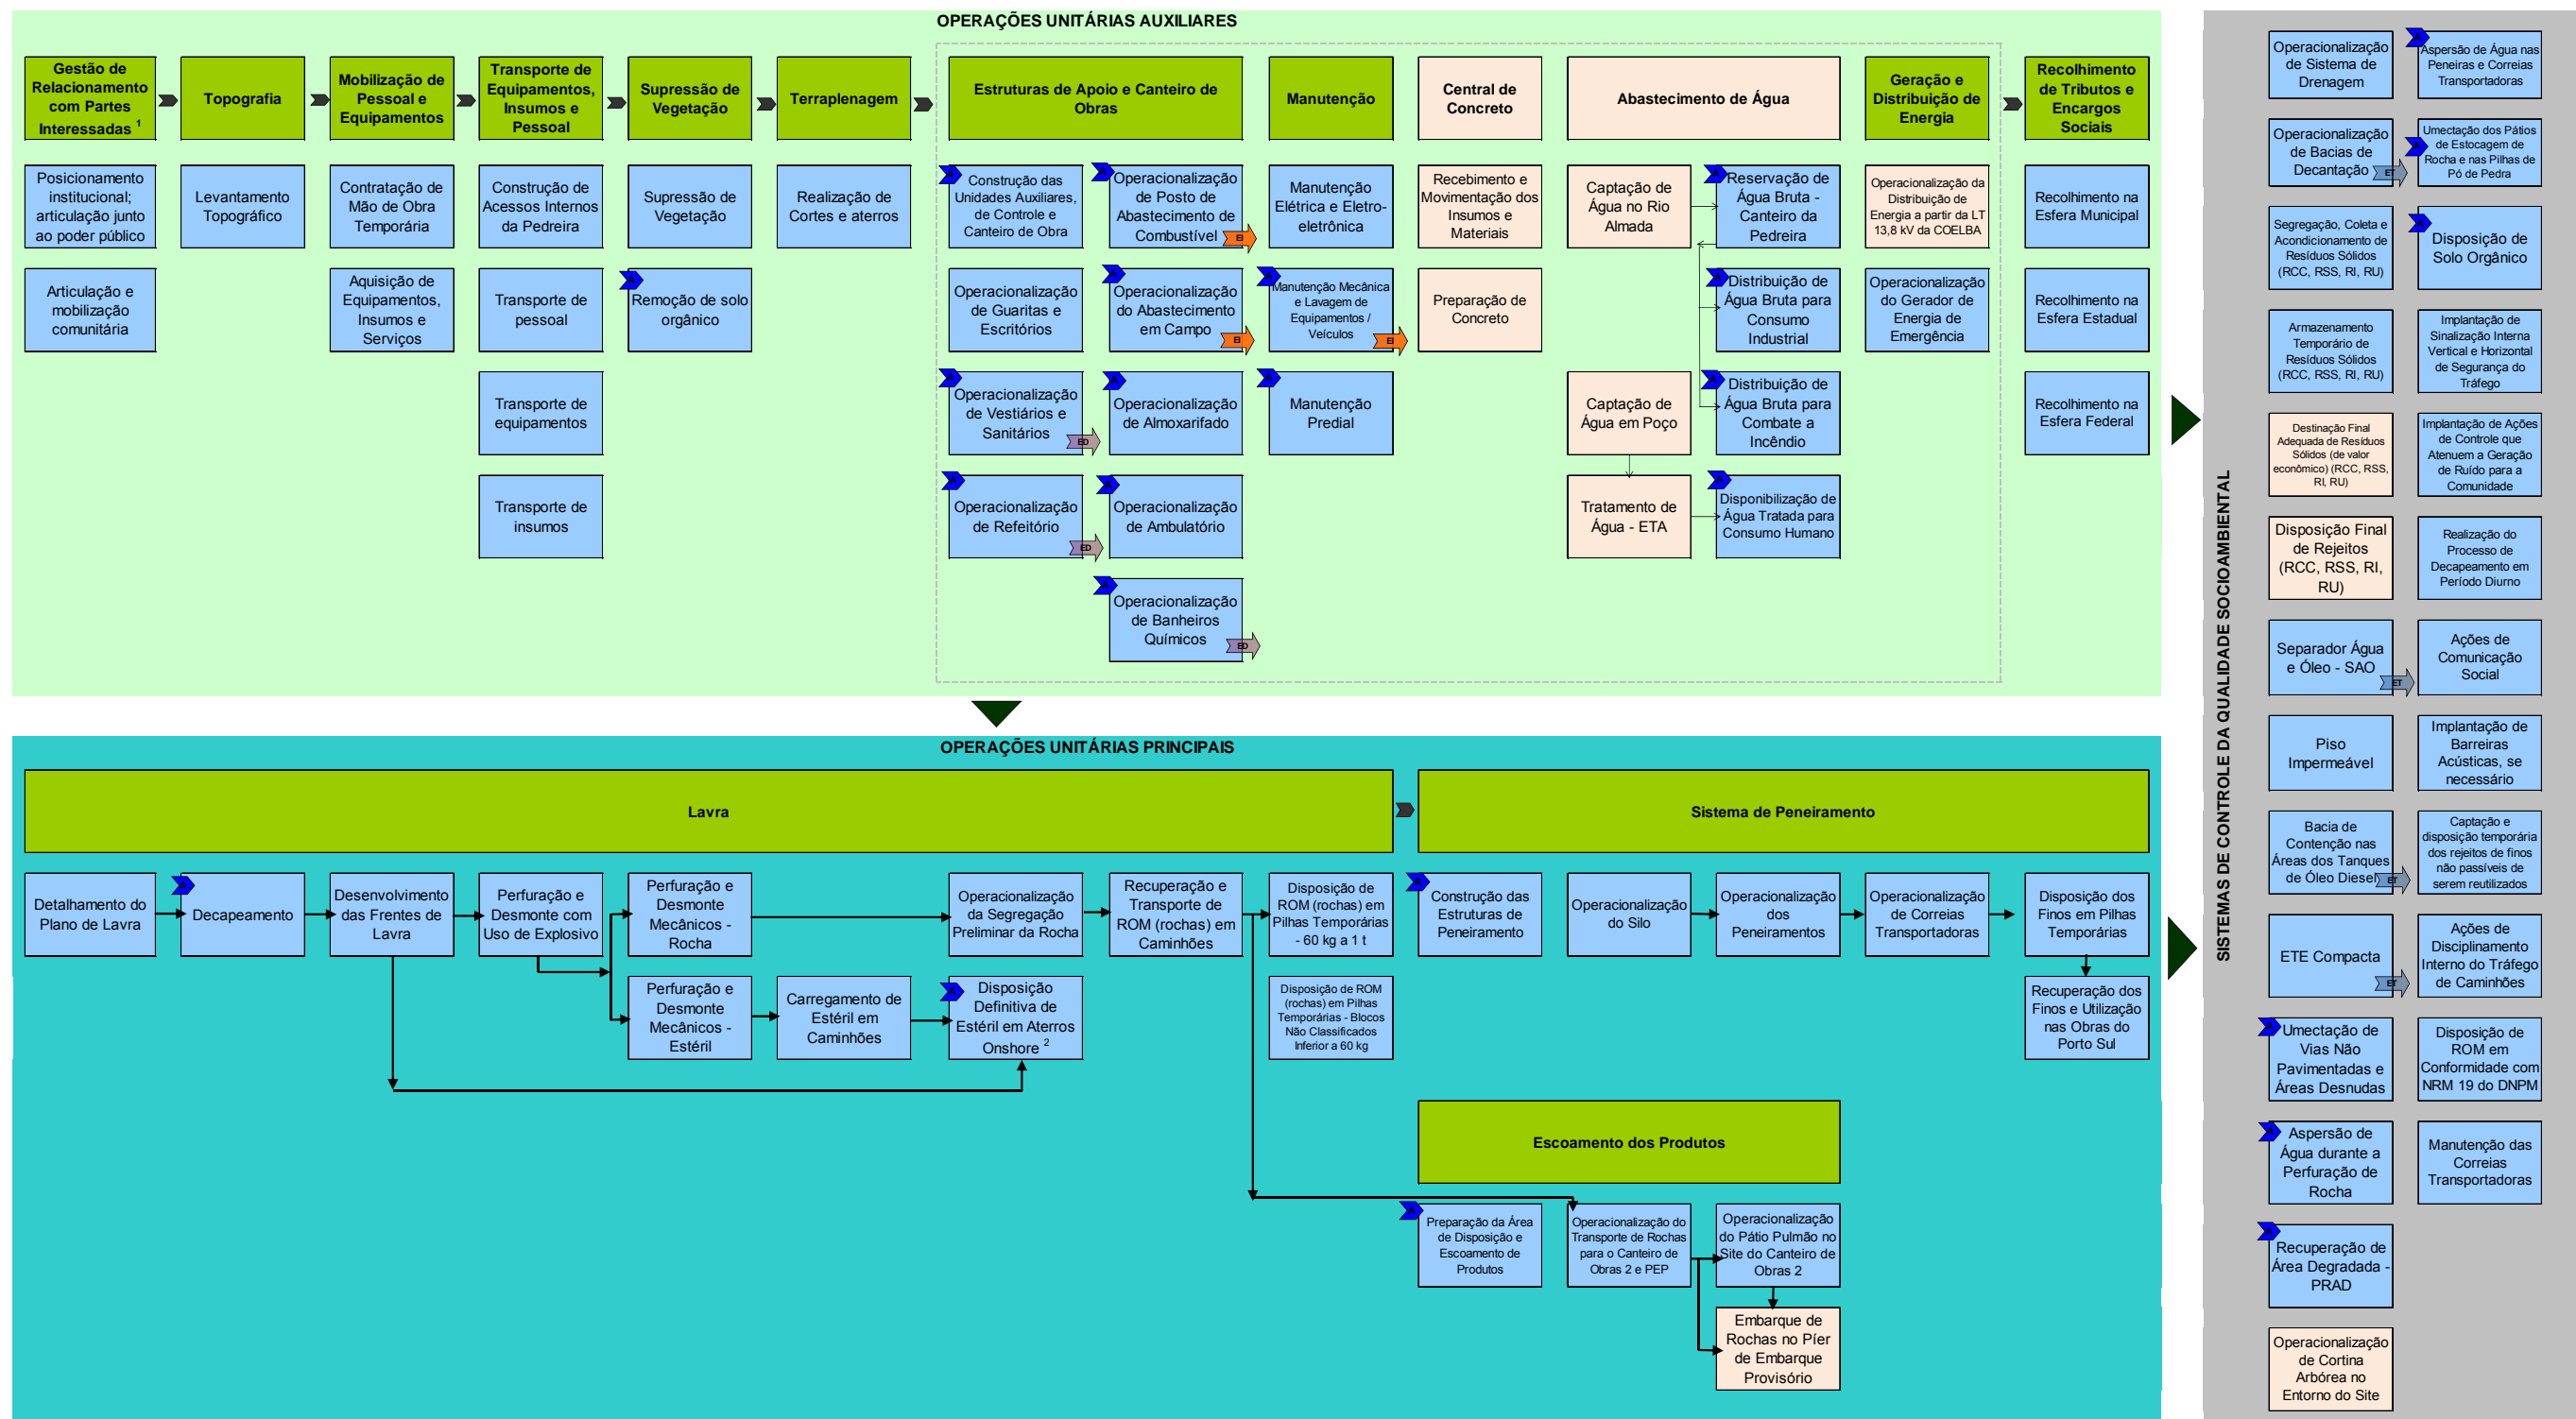 OPERAÇÕES UNITÁRIAS AUXILIARES
Gestão de
Relacionamento
com Partes
Interessadas 1
Topografia
Mobilização de
Pessoal e
Equipamentos
Transporte de
Equipamentos,
Insumos e
Pessoal
Supressão de
Vegetação
Terraplenagem
Estruturas de Apoio e Canteiro de
Obras
Manutenção
Central de
Concreto
Abastecimento de Água
Geração e
Distribuição de
Energia
Recolhimento
de Tributos e
Encargos
Sociais
Posicionamento
institucional;
articulação junto
ao poder público
Levantamento
Topográfico
Contratação de
Mão de Obra
Temporária
Construção de
Acessos Internos
da Pedreira
Supressão de
Vegetação
Realização de
Cortes e aterros
A
Construção das
Unidades Auxiliares,
de Controle e
Canteiro de Obra
A
Operacionalização
de Posto de
Abastecimento de
Combustível
EI
Manutenção
Elétrica e Eletro-
eletrônica
Recebimento e
Movimentação dos
Insumos e
Materiais
Captação de
Água no Rio
Almada
A
Reservação de
Água Bruta -
Canteiro da
Pedreira
Operacionalização da
Distribuição de
Energia a partir da LT
13,8 kV da COELBA
Recolhimento na
Esfera Municipal
Articulação e
mobilização
comunitária
Aquisição de
Equipamentos,
Insumos e
Serviços
Transporte de
pessoal
A
Remoção de solo
orgânico
Operacionalização
de Guaritas e
Escritórios
A
Operacionalização
do Abastecimento
em Campo
EI
A
Manutenção Mecânica
e Lavagem de
Equipamentos /
Veículos
EI
Preparação de
Concreto
A
Distribuição de
Água Bruta para
Consumo
Industrial
Operacionalização
do Gerador de
Energia de
Emergência
Recolhimento na
Esfera Estadual
Transporte de
equipamentos
A
Operacionalização
de Vestiários e
Sanitários
ED
A
Operacionalização
de Almoxarifado
A
Manutenção
Predial
Captação de
Água em Poço
A
Distribuição de
Água Bruta para
Combate a
Incêndio
Recolhimento na
Esfera Federal
Transporte de
insumos
A
Operacionalização
de Refeitório
ED
A
Operacionalização
de Ambulatório
Tratamento de
Água - ETA
A
Disponibilização de
Água Tratada para
Consumo Humano
A
Operacionalização
de Banheiros
Químicos
ED
OPERAÇÕES UNITÁRIAS PRINCIPAIS
Lavra
Sistema de Peneiramento
Detalhamento do
Plano de Lavra
A
Decapeamento
Desenvolvimento
das Frentes de
Lavra
Perfuração e
Desmonte com
Uso de Explosivo
Perfuração e
Desmonte
Mecânicos -
Rocha
Operacionalização
da Segregação
Preliminar da Rocha
Recuperação e
Transporte de
ROM (rochas) em
Caminhões
Disposição de
ROM (rochas) em
Pilhas Temporárias
- 60 kg a 1 t
A
Construção das
Estruturas de
Peneiramento
Operacionalização
do Silo
Operacionalização
dos
Peneiramentos
Operacionalização
de Correias
Transportadoras
Disposição dos
Finos em Pilhas
Temporárias
Perfuração e
Desmonte
Mecânicos -
Estéril
Carregamento de
Estéril em
Caminhões
A
Disposição
Definitiva de
Estéril em Aterros
Onshore 2
Disposição de ROM
(rochas) em Pilhas
Temporárias - Blocos
Não Classificados
Inferior a 60 kg
Recuperação dos
Finos e Utilização
nas Obras do
Porto Sul
Escoamento dos Produtos
A
Preparação da Área
de Disposição e
Escoamento de
Produtos
Operacionalização do
Transporte de Rochas
para o Canteiro de
Obras 2 e PEP
Operacionalização
do Pátio Pulmão no
Site do Canteiro de
Obras 2
Embarque de
Rochas no Píer
de Embarque
Provisório
SISTEMAS DE CONTROLE DA QUALIDADE SOCIOAMBIENTAL
Operacionalização
de Sistema de
Drenagem
A
Aspersão de Água nas
Peneiras e Correias
Transportadoras
Operacionalização
de Bacias de
Decantação
ET
A
Umectação dos Pátios
de Estocagem de
Rocha e nas Pilhas de
Pó de Pedra
Segregação, Coleta e
Acondicionamento de
Resíduos Sólidos
(RCC, RSS, RI, RU)
A
Disposição de
Solo Orgânico
Armazenamento
Temporário de
Resíduos Sólidos
(RCC, RSS, RI, RU)
Implantação de
Sinalização Interna
Vertical e Horizontal
de Segurança do
Tráfego
Destinação Final
Adequada de Resíduos
Sólidos (de valor
econômico) (RCC, RSS,
RI, RU)
Implantação de Ações
de Controle que
Atenuem a Geração
de Ruído para a
Comunidade
Disposição Final
de Rejeitos
(RCC, RSS, RI,
RU)
Realização do
Processo de
Decapeamento em
Período Diurno
Separador Água
e Óleo - SAO
ET
Ações de
Comunicação
Social
Piso
Impermeável
Implantação de
Barreiras
Acústicas, se
necessário
Bacia de
Contenção nas
Áreas dos Tanques
de Óleo Diesel
ET
Captação e
disposição temporária
dos rejeitos de finos
não passíveis de
serem reutilizados
ETE Compacta
ET
Ações de
Disciplinamento
Interno do Tráfego
de Caminhões
A
Umectação de
Vias Não
Pavimentadas e
Áreas Desnudas
Disposição de
ROM em
Conformidade com
NRM 19 do DNPM
A
Aspersão de
Água durante a
Perfuração de
Rocha
Manutenção das
Correias
Transportadoras
A
Recuperação de
Área Degradada -
PRAD
Operacionalização
de Cortina
Arbórea no
Entorno do Site